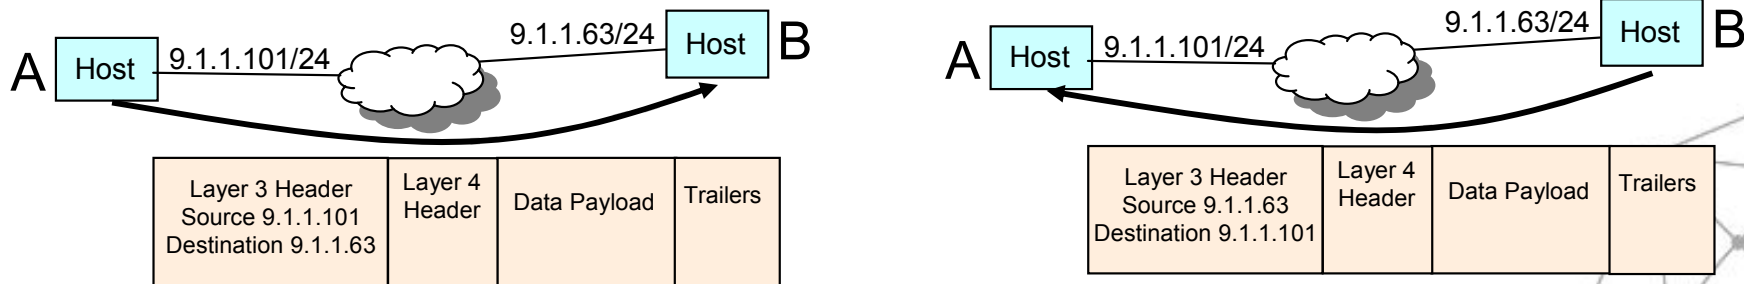 A
Host
9.1.1.101/24
9.1.1.63/24
Host
B
Layer 3 Header
Source 9.1.1.101
Destination 9.1.1.63
Layer 4
Header
Data Payload
Trailers
A
Host
9.1.1.101/24
9.1.1.63/24
Host
B
Layer 3 Header
Source 9.1.1.63
Destination 9.1.1.101
Layer 4
Header
Data Payload
Trailers